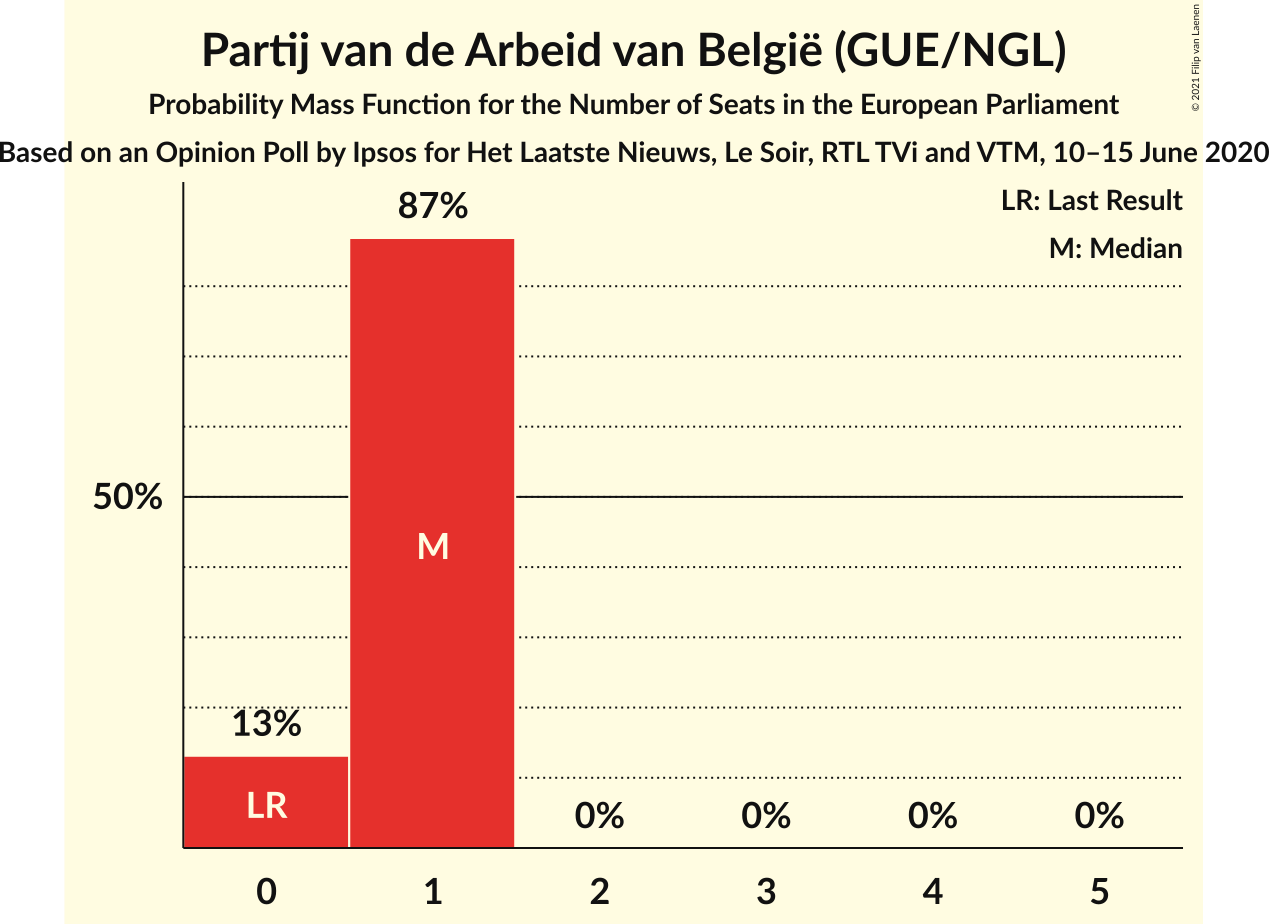 Partij van de Arbeid van België (GUE/NGL)
© 2021 Filip van Laenen
Probability Mass Function for the Number of Seats in the European Parliament
Based on an Opinion Poll by Ipsos for Het Laatste Nieuws, Le Soir, RTL TVi and VTM, 10–15 June 2020
LR: Last Result
M: Median
87%
50%
M
13%
LR
0% 0% 0% 0%
0 1 2 3 4 5